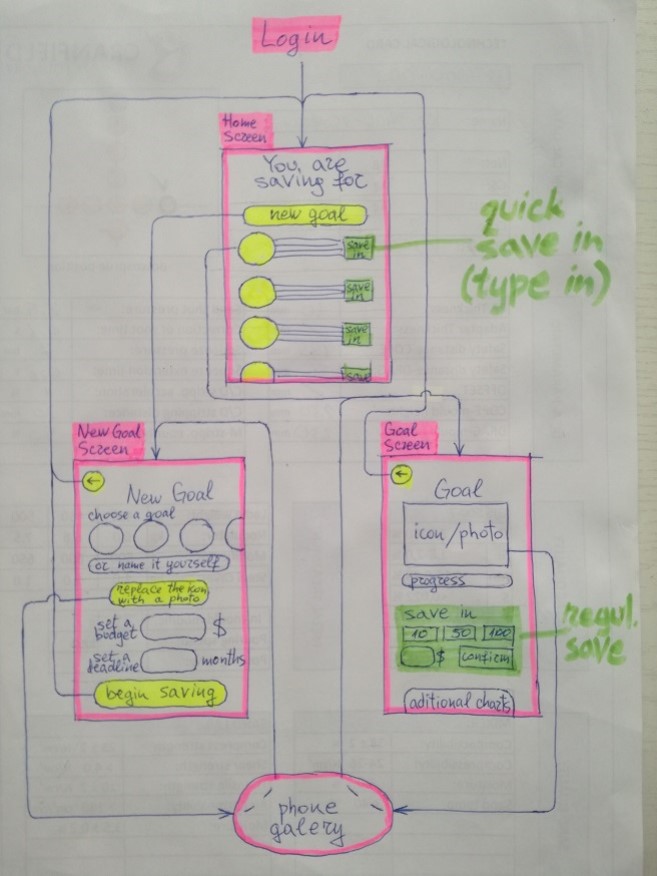 Login
Home
Screen
You are
saving for
new goal
save
in
save
in
save
in
save
quick
save in
(type in)
New Goal
Screen
←
New Goal
choose a goal
or name it yourself
replace the icon
with a photo
set a
budget
$
set a
deadline
months
begin saving
Goal
Screen
←
Goal
icon/photo
progress
save in
10 50 100
$ confirm
aditional charts
regul.
save
phone
galery